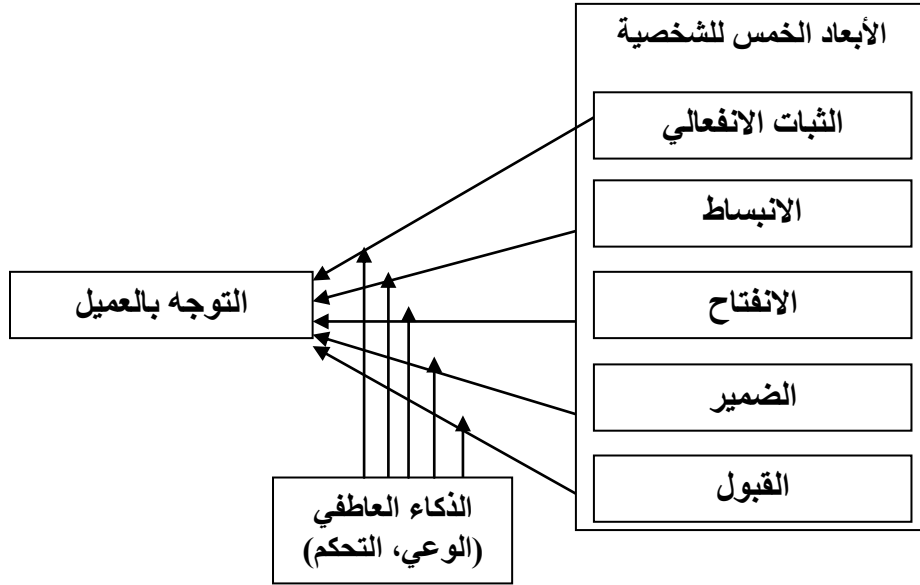 الأبعاد الخمس للشخصية
الثبات الانفعالي
الانبساط
الانفتاح
الضمير
القبول
التوجه بالعميل
الذكاء العاطفي
(الوعي، التحكم)